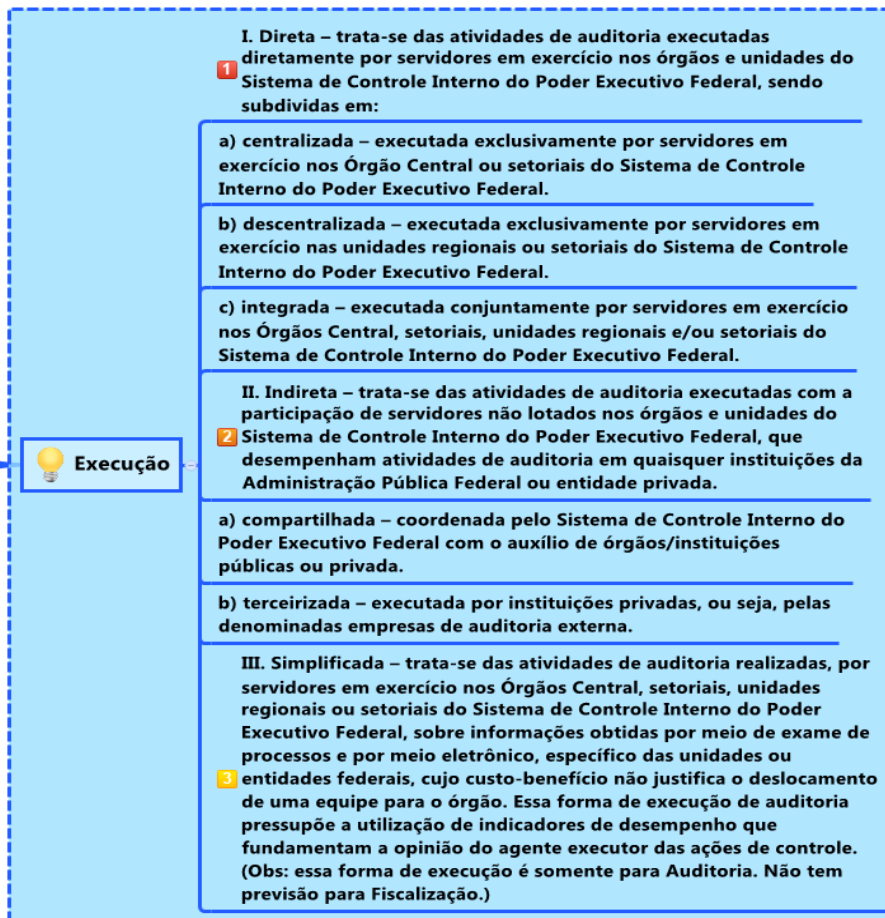 I. Direta – trata-se das atividades de auditoria executadas
diretamente por servidores em exercício nos órgãos e unidades do
1
Sistema de Controle Interno do Poder Executivo Federal, sendo
subdividas em:
a) centralizada – executada exclusivamente por servidores em
exercício nos Órgão Central ou setoriais do Sistema de Controle
Interno do Poder Executivo Federal.
b) descentralizada – executada exclusivamente por servidores em
exercício nas unidades regionais ou setoriais do Sistema de Controle
Interno do Poder Executivo Federal.
c) integrada – executada conjuntamente por servidores em exercício
nos Órgãos Central, setoriais, unidades regionais e/ou setoriais do
Sistema de Controle Interno do Poder Executivo Federal.
II. Indireta – trata-se das atividades de auditoria executadas com a
participação de servidores não lotados nos órgãos e unidades do
2 Sistema de Controle Interno do Poder Executivo Federal, que
desempenham atividades de auditoria em quaisquer instituições da
Administração Pública Federal ou entidade privada.
Execução
a) compartilhada – coordenada pelo Sistema de Controle Interno do
Poder Executivo Federal com o auxílio de órgãos/instituições
públicas ou privada.
b) terceirizada – executada por instituições privadas, ou seja, pelas
denominadas empresas de auditoria externa.
III. Simplificada – trata-se das atividades de auditoria realizadas, por
servidores em exercício nos Órgãos Central, setoriais, unidades
regionais ou setoriais do Sistema de Controle Interno do Poder
Executivo Federal, sobre informações obtidas por meio de exame de
processos e por meio eletrônico, específico das unidades ou
3 entidades federais, cujo custo-benefício não justifica o deslocamento
de uma equipe para o órgão. Essa forma de execução de auditoria
pressupõe a utilização de indicadores de desempenho que
fundamentam a opinião do agente executor das ações de controle.
(Obs: essa forma de execução é somente para Auditoria. Não tem
previsão para Fiscalização.)